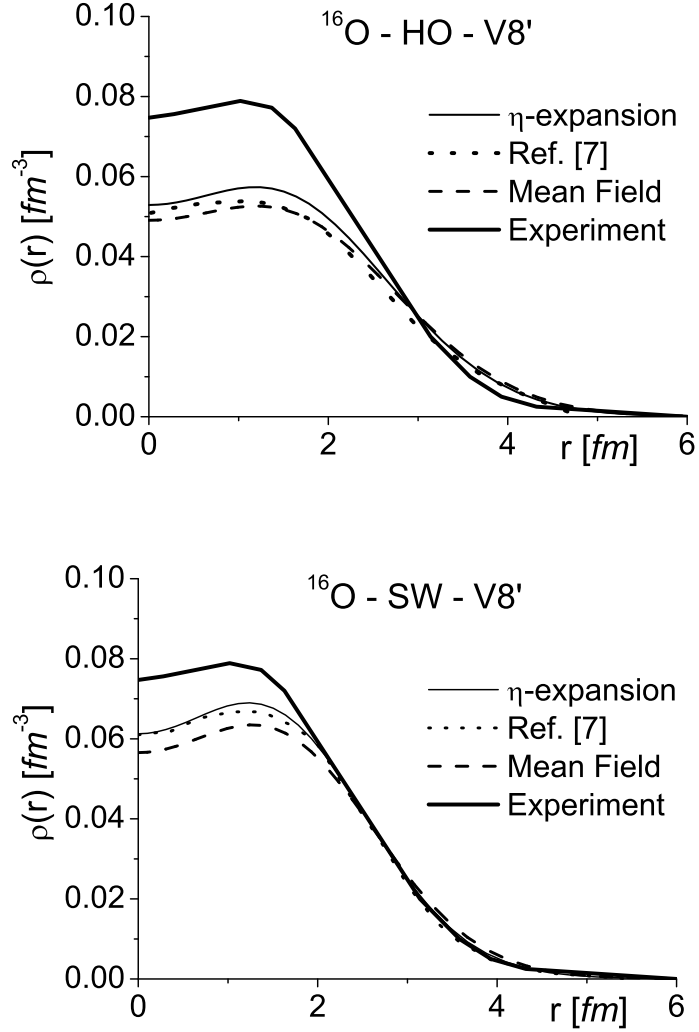 ¹⁶O - HO - V8'
0.10
0.08
0.06
0.04
0.02
0.00
ρ(r) [fm⁻³]
η-expansion
Ref. [7]
Mean Field
Experiment
0 2 4 6
r [fm]
¹⁶O - SW - V8'
0.10
0.08
0.06
0.04
0.02
0.00
ρ(r) [fm⁻³]
η-expansion
Ref. [7]
Mean Field
Experiment
0 2 4 6
r [fm]